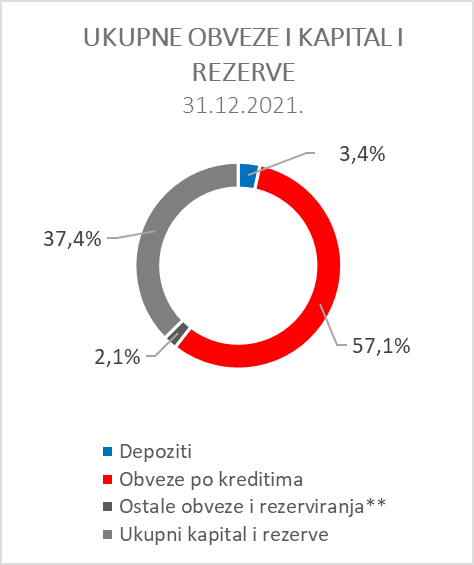 UKUPNE OBVEZE I KAPITAL I
REZERVE
31.12.2021.
3,4%
37,4%
57,1%
2,1%
Depoziti
Obveze po kreditima
Ostale obveze i rezerviranja**
Ukupni kapital i rezerve